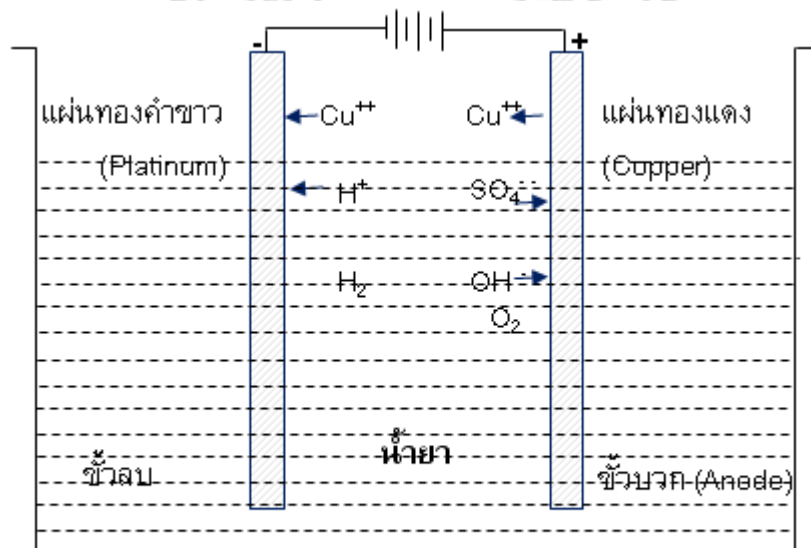 - +
แผ่นทองคำขาว
(Platinum)
Cu⁺⁺
Cu⁺⁺
แผ่นทองแดง
(Copper)
H⁺
SO₄⁻⁻
H₂
OH⁻
O₂
น้ำยา
ขั้วลบ
ขั้วบวก (Anode)